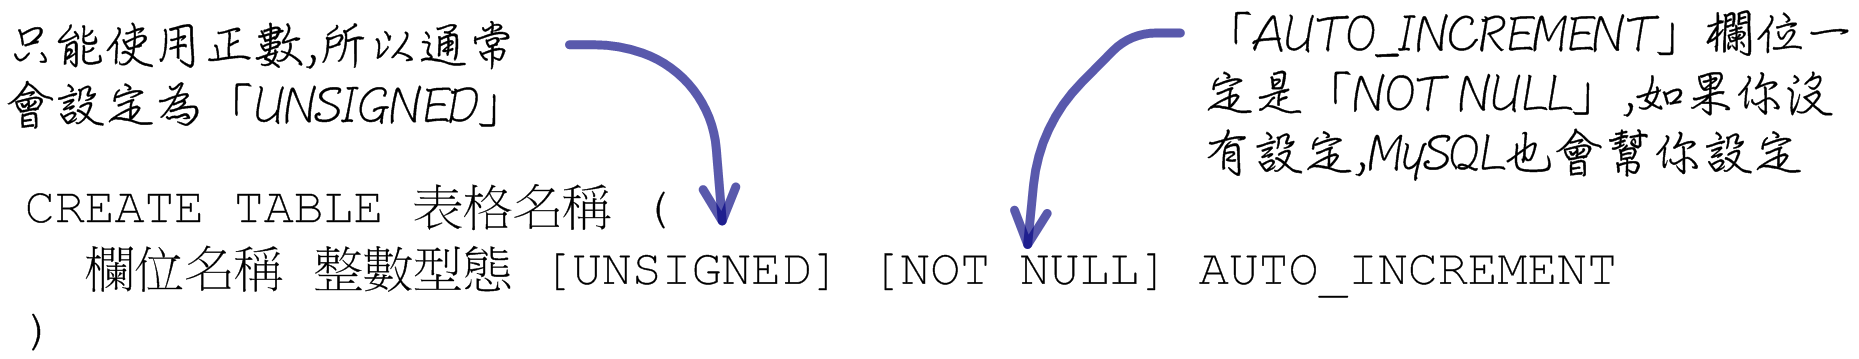 只能使用正數,所以通常
會設定為「UNSIGNED」
「AUTO_INCREMENT」欄位一
定是「NOT NULL」,如果你沒
有設定,MySQL也會幫你設定
CREATE TABLE 表格名稱 (
欄位名稱 整數型態 [UNSIGNED] [NOT NULL] AUTO_INCREMENT
)